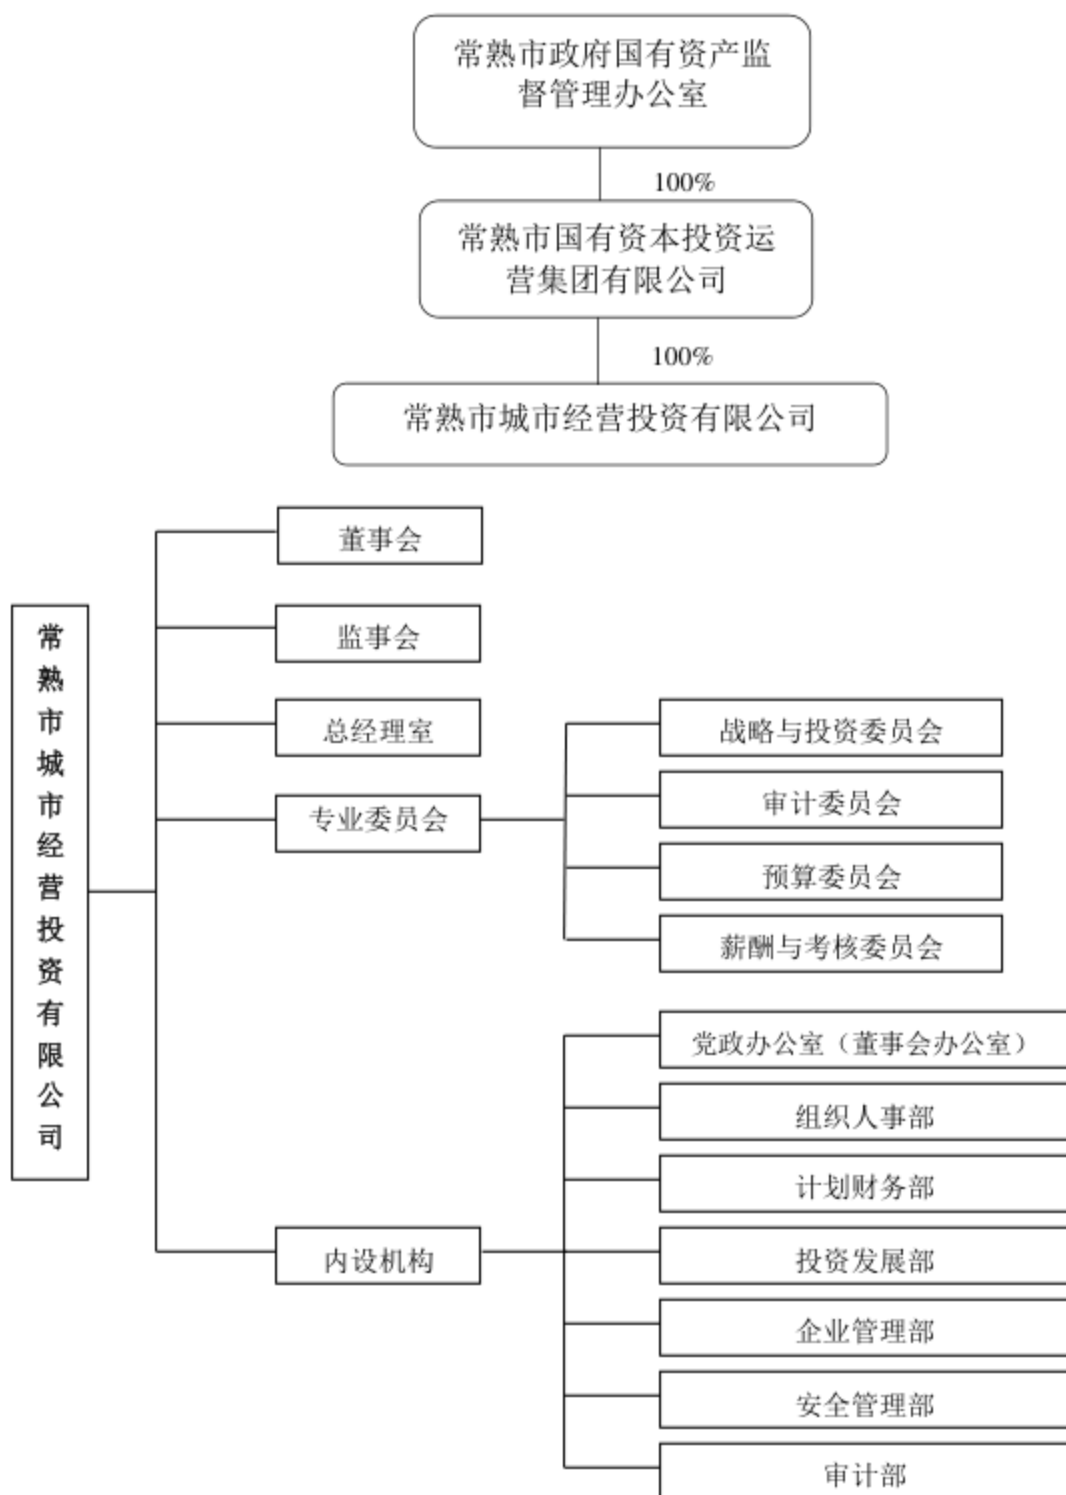 常熟市政府国有资产监
督管理办公室
100%
常熟市国有资本投资运
营集团有限公司
100%
常熟市城市经营投资有限公司
常熟市城市经营投资有限公司
董事会
监事会
总经理室
专业委员会
战略与投资委员会
审计委员会
预算委员会
薪酬与考核委员会
内设机构
党政办公室（董事会办公室）
组织人事部
计划财务部
投资发展部
企业管理部
安全管理部
审计部